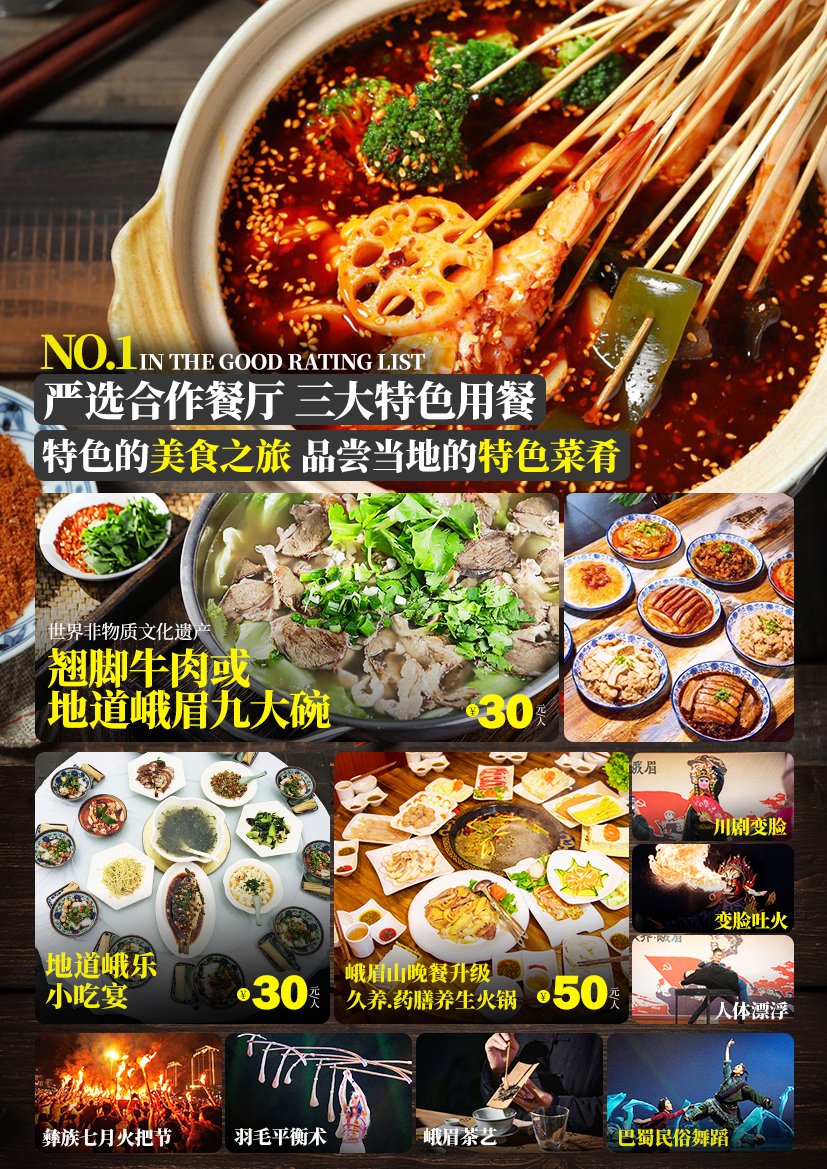 NO.1 IN THE GOOD RATING LIST
严选合作餐厅 三大特色用餐
特色的美食之旅 品尝当地的特色菜肴
世界非物质文化遗产
翘脚牛肉或
地道峨眉九大碗
¥30元/人
地道峨乐
小吃宴
¥30元/人
峨眉山晚餐升级
久养.药膳养生火锅
¥50元/人
峨眉
川剧变脸
变脸吐火
人体漂浮
彝族七月火把节
羽毛平衡术
峨眉茶艺
巴蜀民俗舞蹈